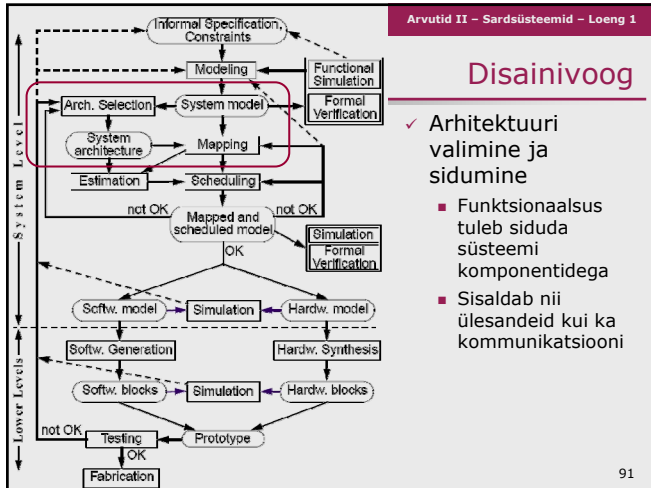 Arvutid II – Sardsüsteemid – Loeng 1
Disainivoog
✓ Arhitektuuri
valimine ja
sidumine
▪ Funktsionaalsus
tuleb siduda
süsteemi
komponentidega
▪ Sisaldab nii
ülesandeid kui ka
kommunikatsiooni
System Level
Lower Levels
Informal Specification,
Constraints
Modeling
Functional
Simulation
Formal
Verification
Arch. Selection
System model
System
architecture
Mapping
Estimation
Scheduling
not OK
Mapped and
scheduled model
not OK
Simulation
Formal
Verification
OK
Softw. model
Simulation
Hardw. model
Softw. Generation
Hardw. Synthesis
Softw. blocks
Simulation
Hardw. blocks
not OK
Testing
Prototype
OK
Fabrication
91